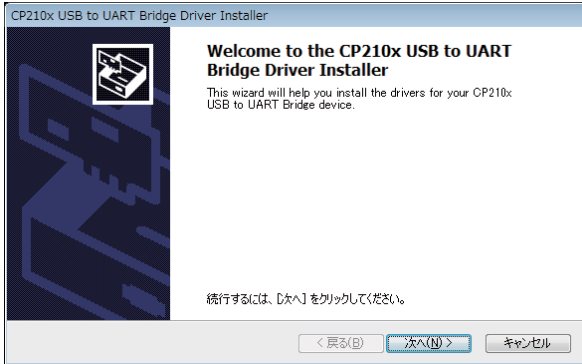 CP210x USB to UART Bridge Driver Installer
Welcome to the CP210x USB to UART
Bridge Driver Installer
This wizard will help you install the drivers for your CP210x
USB to UART Bridge device.
続行するには、[次へ] をクリックしてください。
< 戻る(B)
次へ(N) >
キャンセル